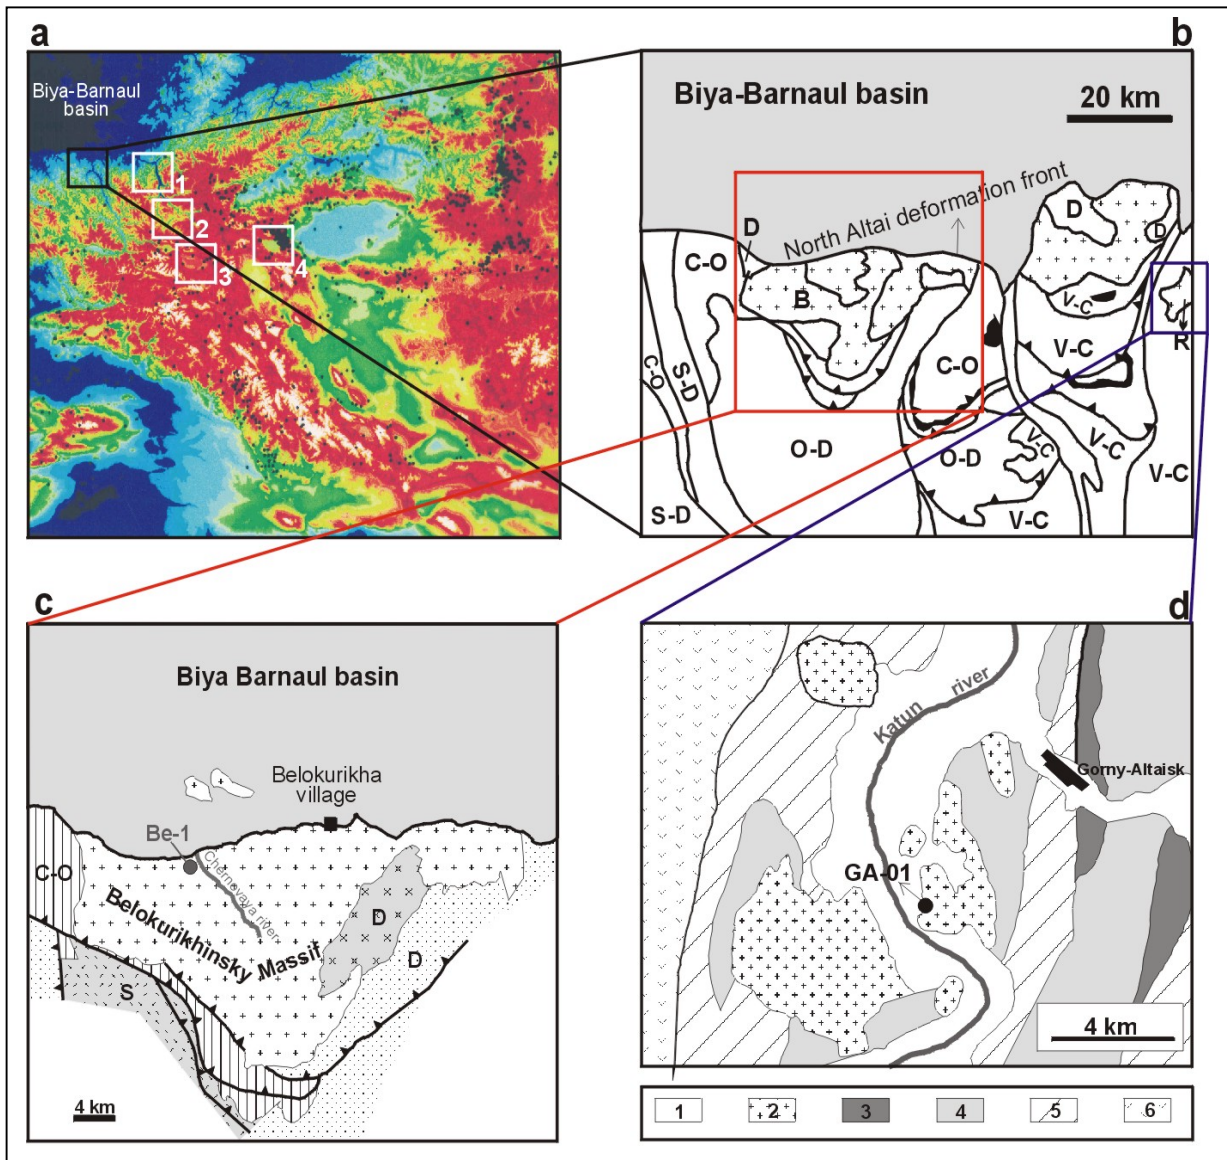 a
Biya-Barnaul
basin
1
2
3
4
b
Biya-Barnaul basin
20 km
North Altai deformation front
D
D
D
C-O
B
V-C
R
V-C
C-O
C-O
S-D
V-C
V-C
O-D
O-D
V-C
S-D
V-C
c
Biya Barnaul basin
Belokurikha
village
Be-1
Chernovaya river
C-O
Belokurikhinsky Massif
D
D
S
4 km
d
Katun river
Gorny-Altaisk
GA-01
4 km
1
2
3
4
5
6